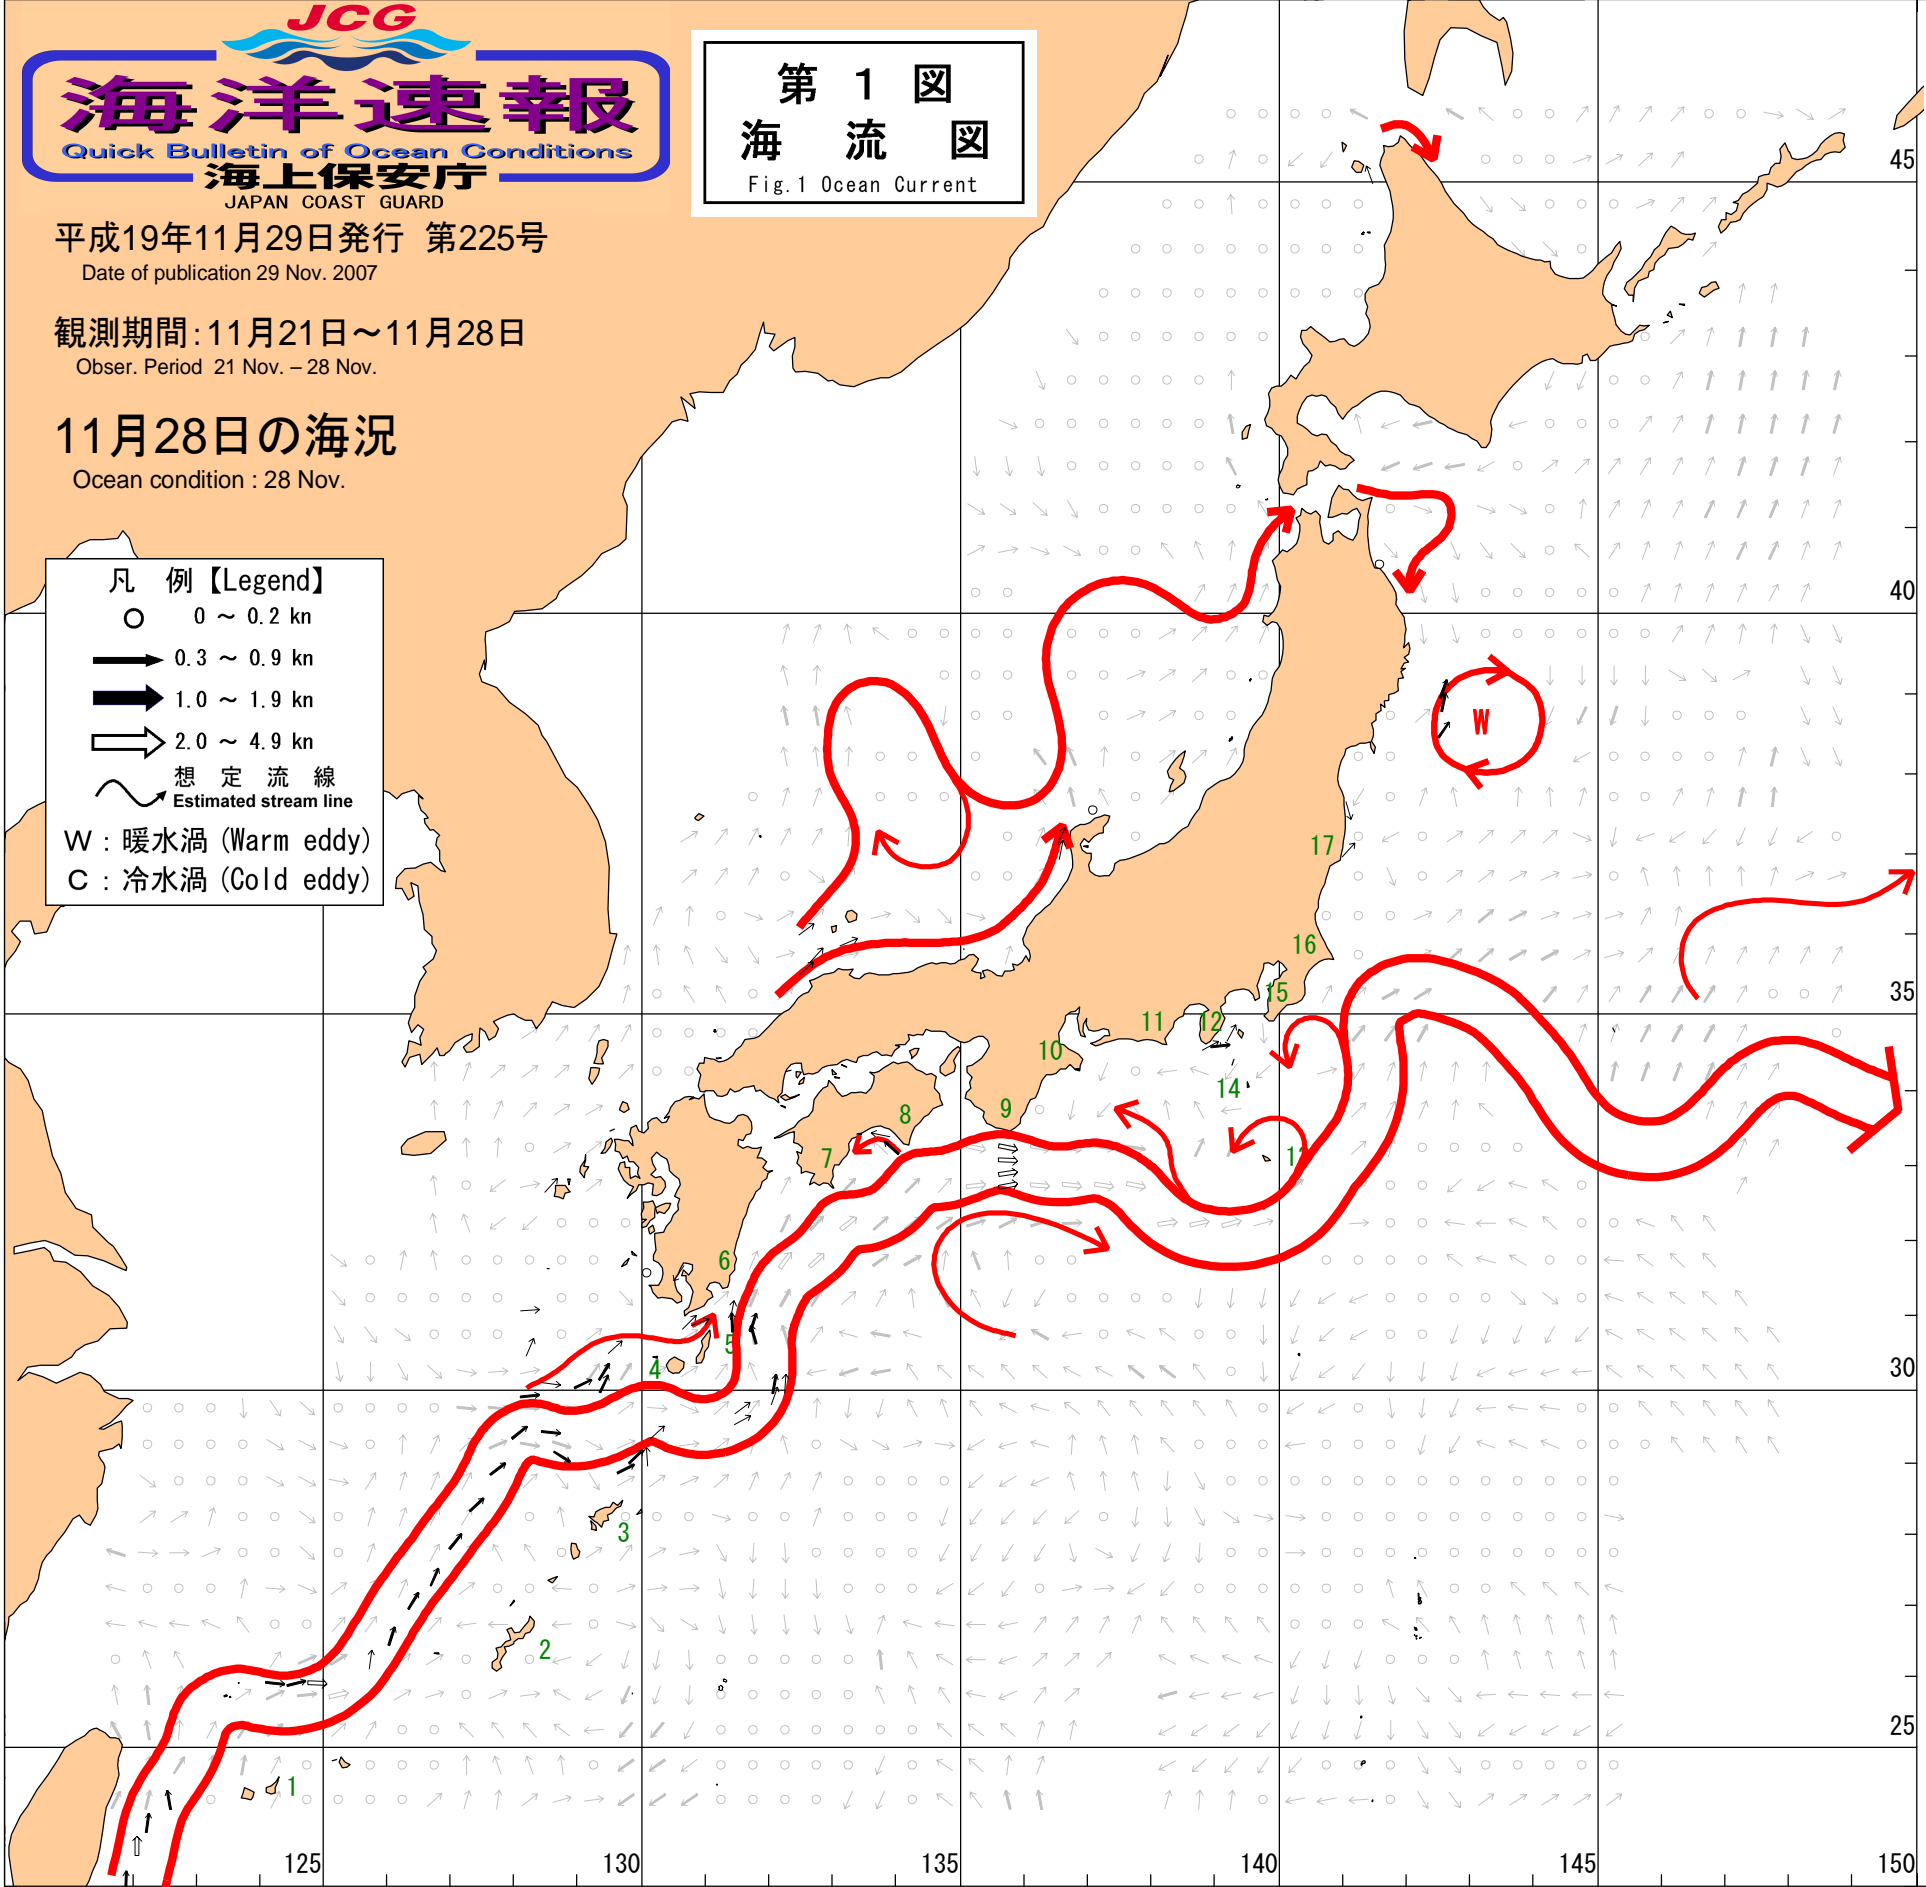 JCG
海洋速報
Quick Bulletin of Ocean Conditions
海上保安庁
JAPAN COAST GUARD
第 1 図
海 流 図
Fig.1 Ocean Current
平成19年11月29日発行 第225号
Date of publication 29 Nov. 2007
観測期間:11月21日～11月28日
Obser. Period 21 Nov. – 28 Nov.
11月28日の海況
Ocean condition : 28 Nov.
凡 例【Legend】
0 ～ 0.2 kn
0.3 ～ 0.9 kn
1.0 ～ 1.9 kn
2.0 ～ 4.9 kn
想 定 流 線
Estimated stream line
W : 暖水渦 (Warm eddy)
C : 冷水渦 (Cold eddy)
45
40
W
17
16
35
15
12
11
10
14
9
8
7
13
6
5
4
30
3
2
25
1
125
130
135
140
145
150